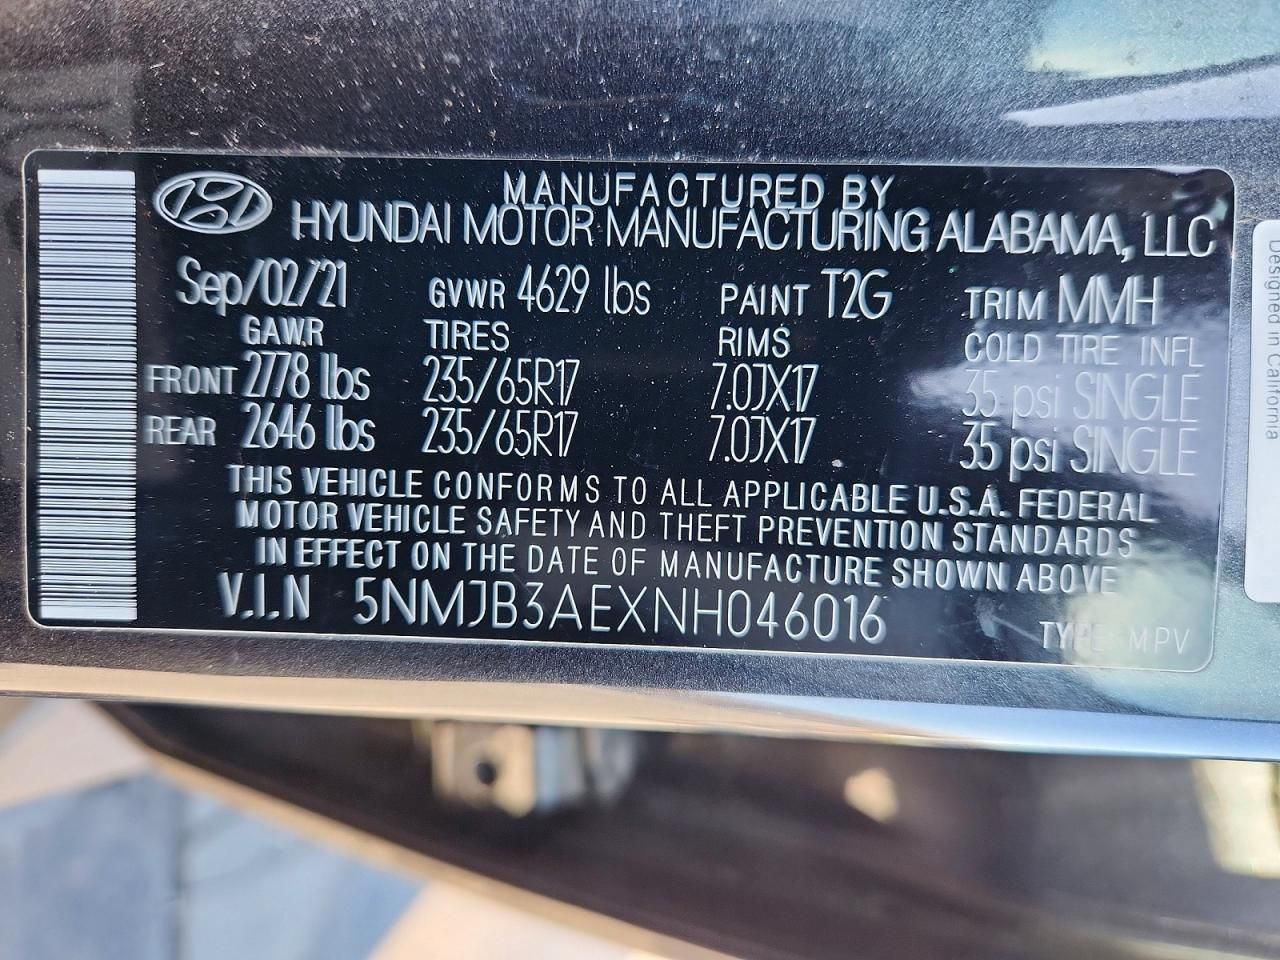 MANUFACTURED BY
HYUNDAI MOTOR MANUFACTURING ALABAMA, LLC
Sep/02/21 GVWR 4629 lbs PAINT T2G TRIM MMH
GAWR TIRES RIMS COLD TIRE INFL
FRONT 2778 lbs 235/65R17 7.0JX17 35 psi SINGLE
REAR 2646 lbs 235/65R17 7.0JX17 35 psi SINGLE
THIS VEHICLE CONFORMS TO ALL APPLICABLE U.S.A. FEDERAL
MOTOR VEHICLE SAFETY AND THEFT PREVENTION STANDARDS
IN EFFECT ON THE DATE OF MANUFACTURE SHOWN ABOVE
V.I.N 5NMJB3AEXNH046016 TYPE: MPV
Designed in California